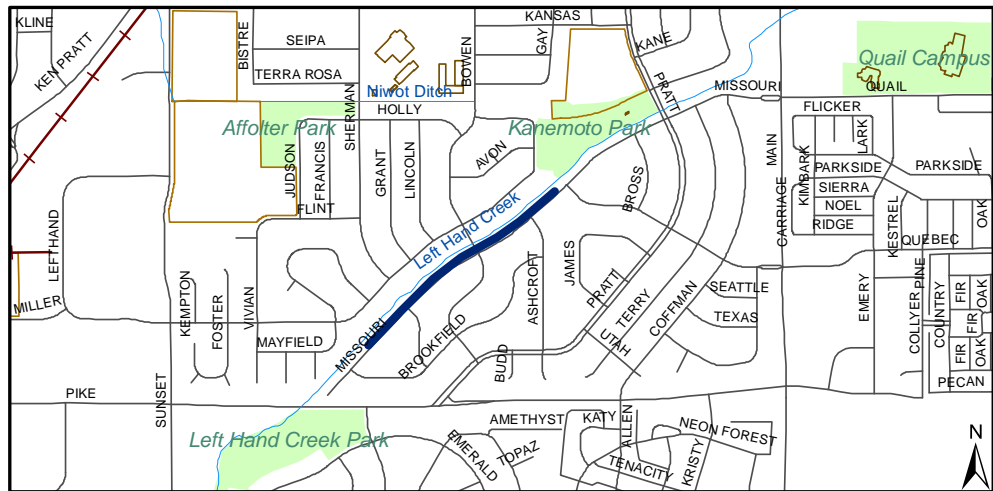 KLINE
KEN PRATT
BISTRE
SEIPA
TERRA ROSA
BOWEN
KANSAS
GAY
KANE
PRATT
MISSOURI
Quail Campus
QUAIL
Niwot Ditch
HOLLY
SHERMAN
Affolter Park
Kanemoto Park
FLICKER
LARK
MAIN
KIMBARK
PARKSIDE
PARKSIDE
SIERRA
NOEL
RIDGE
JUDSON
FRANCIS
GRANT
LINCOLN
AVON
BROSS
FLINT
Left Hand Creek
CARRIAGE
KESTREL
OAK
QUEBEC
LEFTHAND
MILLER
KEMPTON
FOSTER
VIVIAN
MAYFIELD
MISSOURI
BROOKFIELD
ASHCROFT
JAMES
PRATT
TERRY
UTAH
COFFMAN
SEATTLE
TEXAS
EMERY
COLLYER
PINE
COUNTRY
FIR
OAK
FIR
FIR
OAK
PECAN
BUDD
PIKE
SUNSET
Left Hand Creek Park
AMETHYST
KATY
ALLEN
NEON FOREST
EMERALD
TOPAZ
TENACITY
KRISTY
N